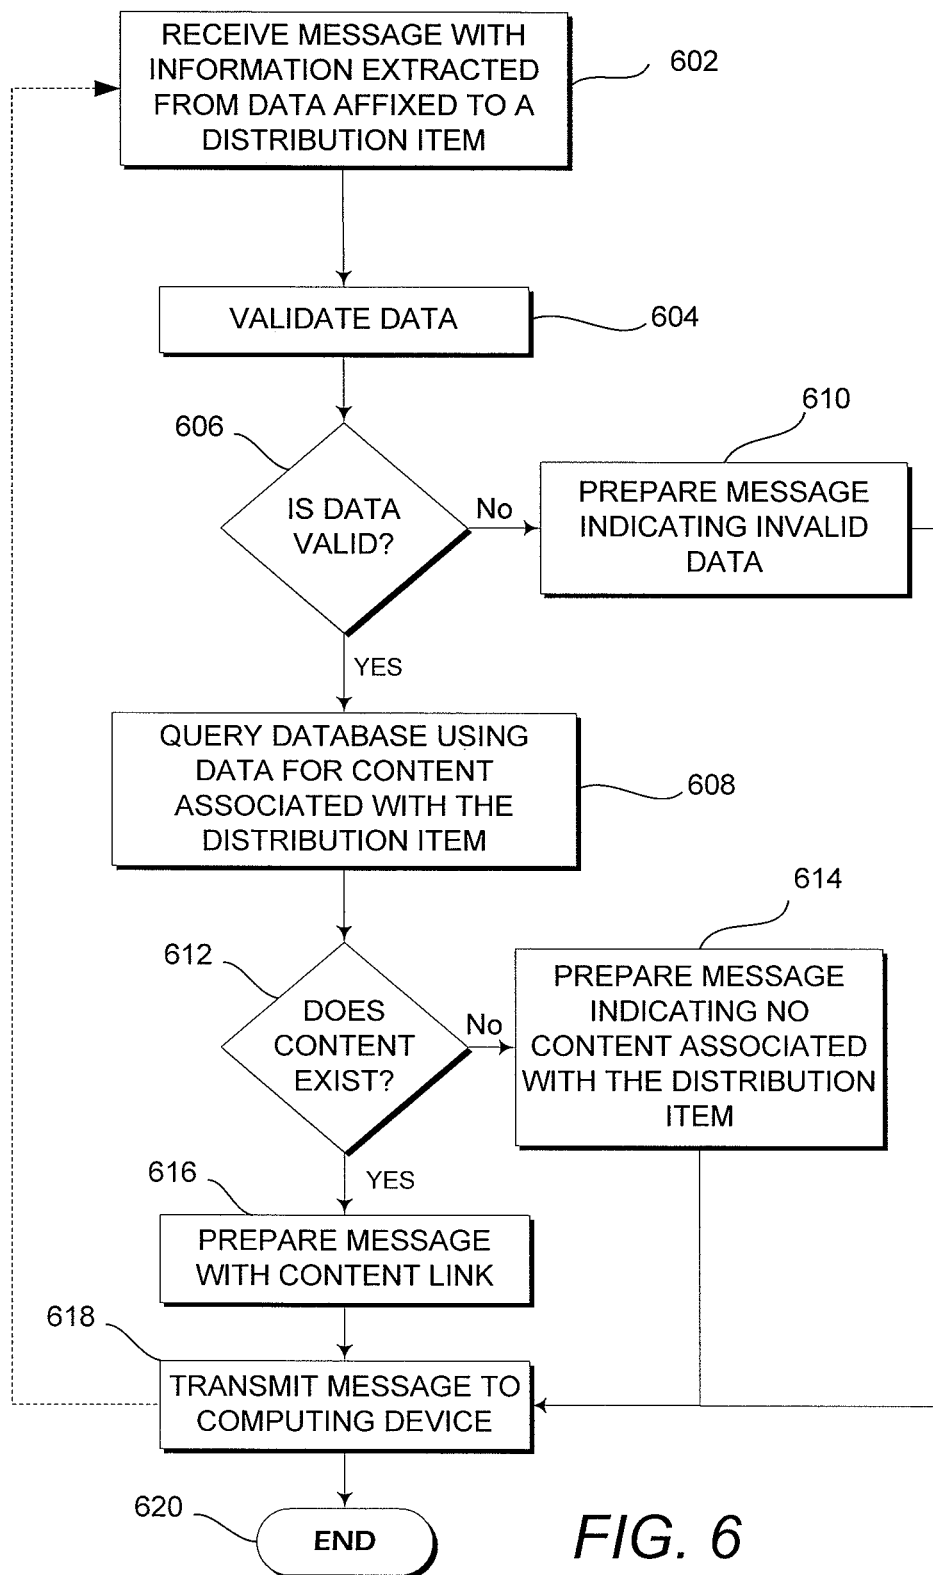 RECEIVE MESSAGE WITH
INFORMATION EXTRACTED
FROM DATA AFFIXED TO A
DISTRIBUTION ITEM
602
VALIDATE DATA
604
606
IS DATA
VALID?
No
610
PREPARE MESSAGE
INDICATING INVALID
DATA
YES
QUERY DATABASE USING
DATA FOR CONTENT
ASSOCIATED WITH THE
DISTRIBUTION ITEM
608
612
DOES
CONTENT
EXIST?
No
614
PREPARE MESSAGE
INDICATING NO
CONTENT ASSOCIATED
WITH THE DISTRIBUTION
ITEM
YES
616
PREPARE MESSAGE
WITH CONTENT LINK
618
TRANSMIT MESSAGE TO
COMPUTING DEVICE
620
END
FIG. 6